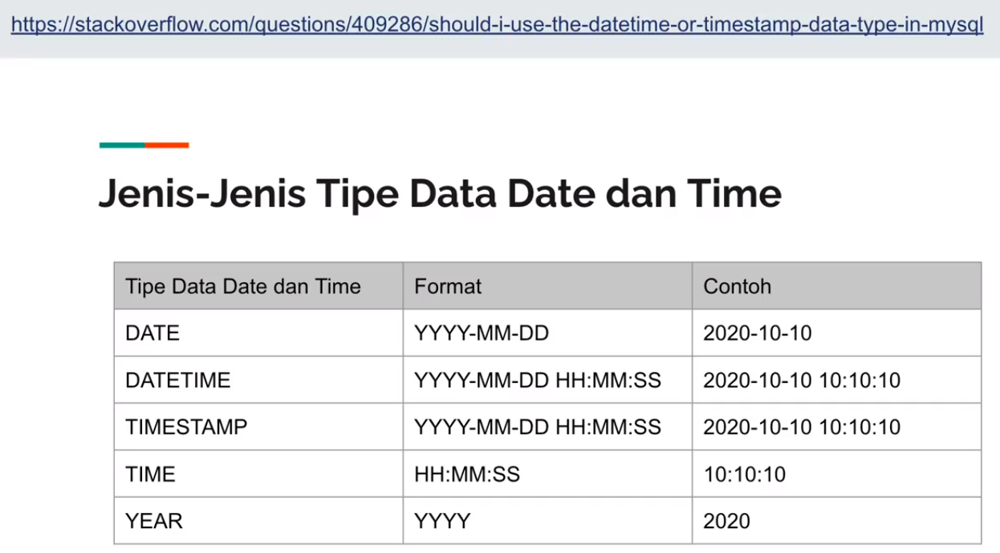 https://stackoverflow.com/questions/409286/should-i-use-the-datetime-or-timestamp-data-type-in-mysql
Jenis-Jenis Tipe Data Date dan Time
Tipe Data Date dan Time Format Contoh
DATE YYYY-MM-DD 2020-10-10
DATETIME YYYY-MM-DD HH:MM:SS 2020-10-10 10:10:10
TIMESTAMP YYYY-MM-DD HH:MM:SS 2020-10-10 10:10:10
TIME HH:MM:SS 10:10:10
YEAR YYYY 2020